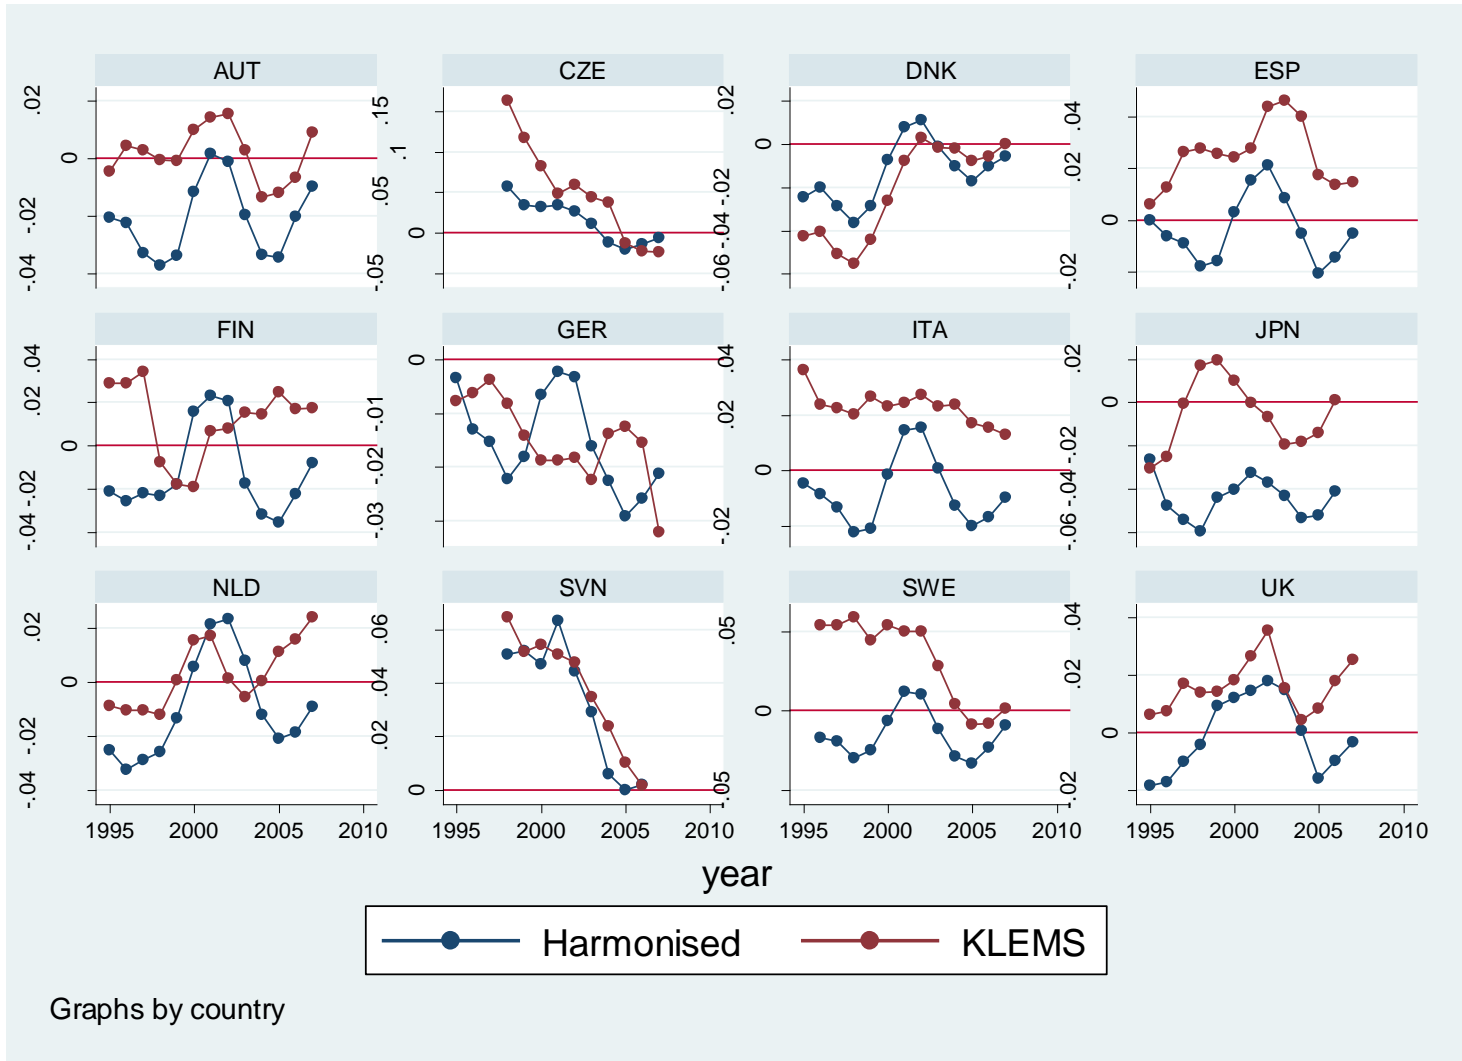 AUT CZE DNK ESP
.02 0 -.02 -.04
.15 .1 .05 0 -.05
.02 0 -.02 -.04 -.06
.04 .02 0 -.02
FIN GER ITA JPN
.04 .02 0 -.02 -.04
0 -.01 -.02 -.03
.04 .02 0 -.02
.02 0 -.02 -.04 -.06
NLD SVN SWE UK
.02 0 -.02 -.04
.06 .04 .02 0
.05 0 -.05
.04 .02 0 -.02
1995 2000 2005 2010 1995 2000 2005 2010 1995 2000 2005 2010 1995 2000 2005 2010
year
Harmonised KLEMS
Graphs by country